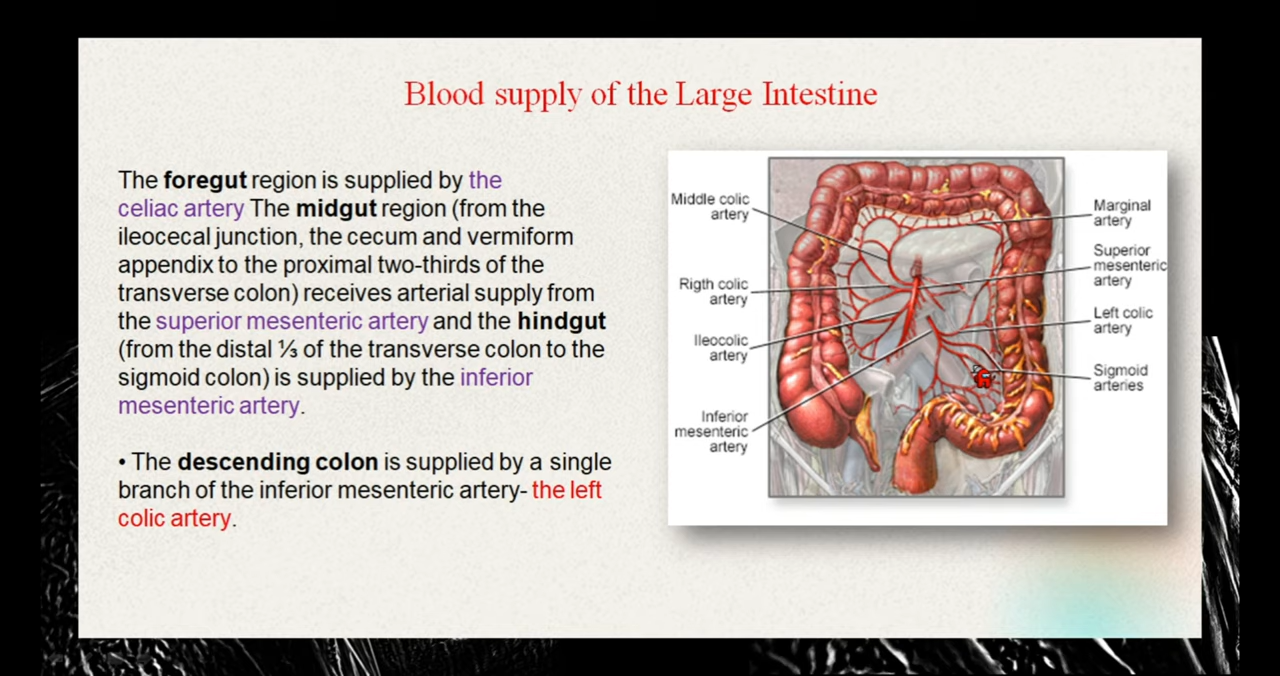 Blood supply of the Large Intestine
The foregut region is supplied by the
celiac artery The midgut region (from the
ileocecal junction, the cecum and vermiform
appendix to the proximal two-thirds of the
transverse colon) receives arterial supply from
the superior mesenteric artery and the hindgut
(from the distal ⅓ of the transverse colon to the
sigmoid colon) is supplied by the inferior
mesenteric artery.
• The descending colon is supplied by a single
branch of the inferior mesenteric artery- the left
colic artery.
Middle colic
artery
Rigth colic
artery
Ileocolic
artery
Inferior
mesenteric
artery
Marginal
artery
Superior
mesenteric
artery
Left colic
artery
Sigmoid
arteries